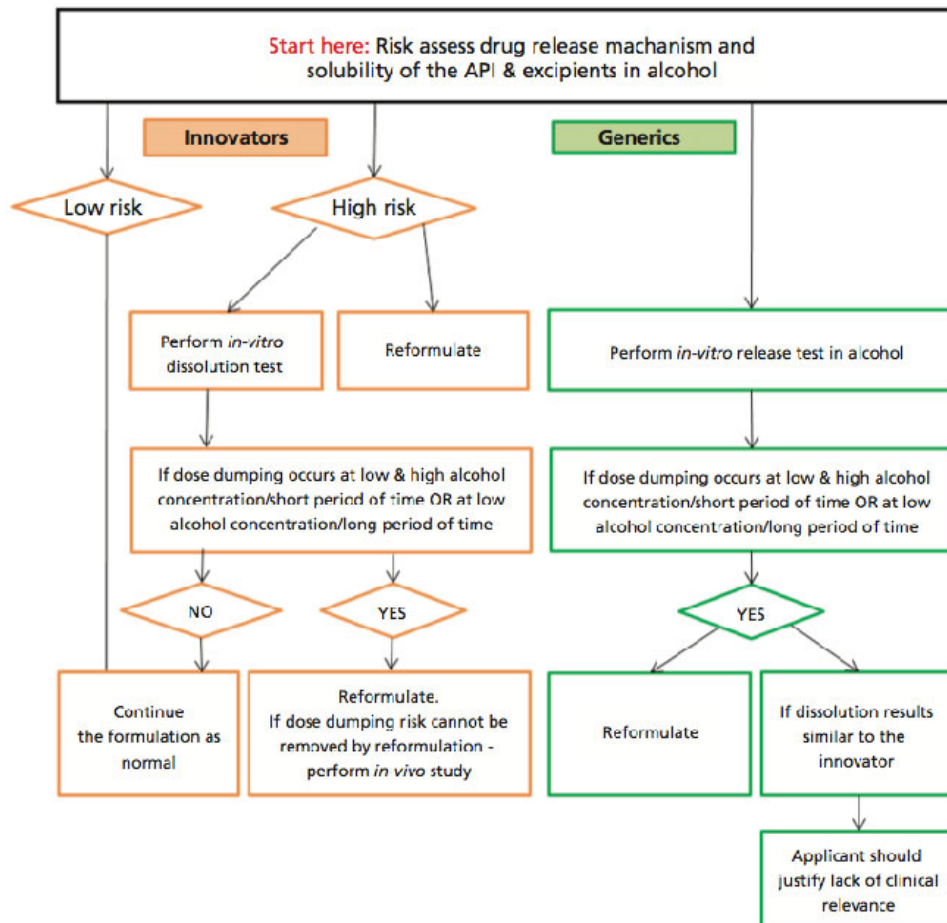 Start here: Risk assess drug release machanism and
solubility of the API & excipients in alcohol
Innovators
Generics
Low risk
High risk
Perform in-vitro
dissolution test
Reformulate
Perform in-vitro release test in alcohol
If dose dumping occurs at low & high alcohol
concentration/short period of time OR at low
alcohol concentration/long period of time
If dose dumping occurs at low & high alcohol
concentration/short period of time OR at low
alcohol concentration/long period of time
NO
YES
YES
Continue
the formulation as
normal
Reformulate.
If dose dumping risk cannot be
removed by reformulation -
perform in vivo study
Reformulate
If dissolution results
similar to the
innovator
Applicant should
justify lack of clinical
relevance